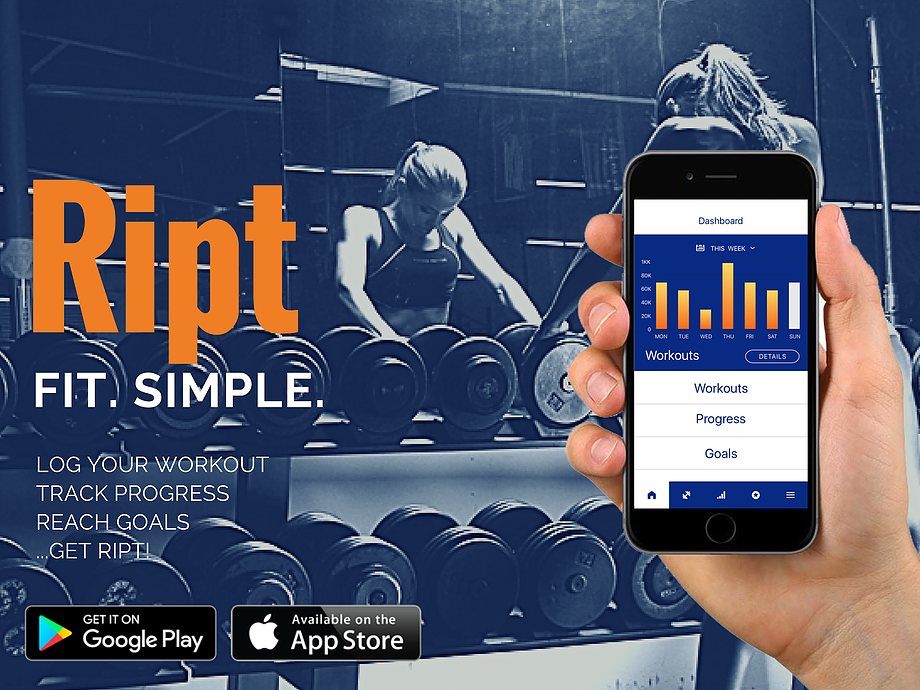 Ript
FIT. SIMPLE.
LOG YOUR WORKOUT
TRACK PROGRESS
REACH GOALS
...GET RIPT!
GET IT ON
Google Play
Available on the
App Store
Dashboard
THIS WEEK
1KK
80K
60K
40K
20K
0
MON TUE WED THU FRI SAT SUN
Workouts DETAILS
Workouts
Progress
Goals